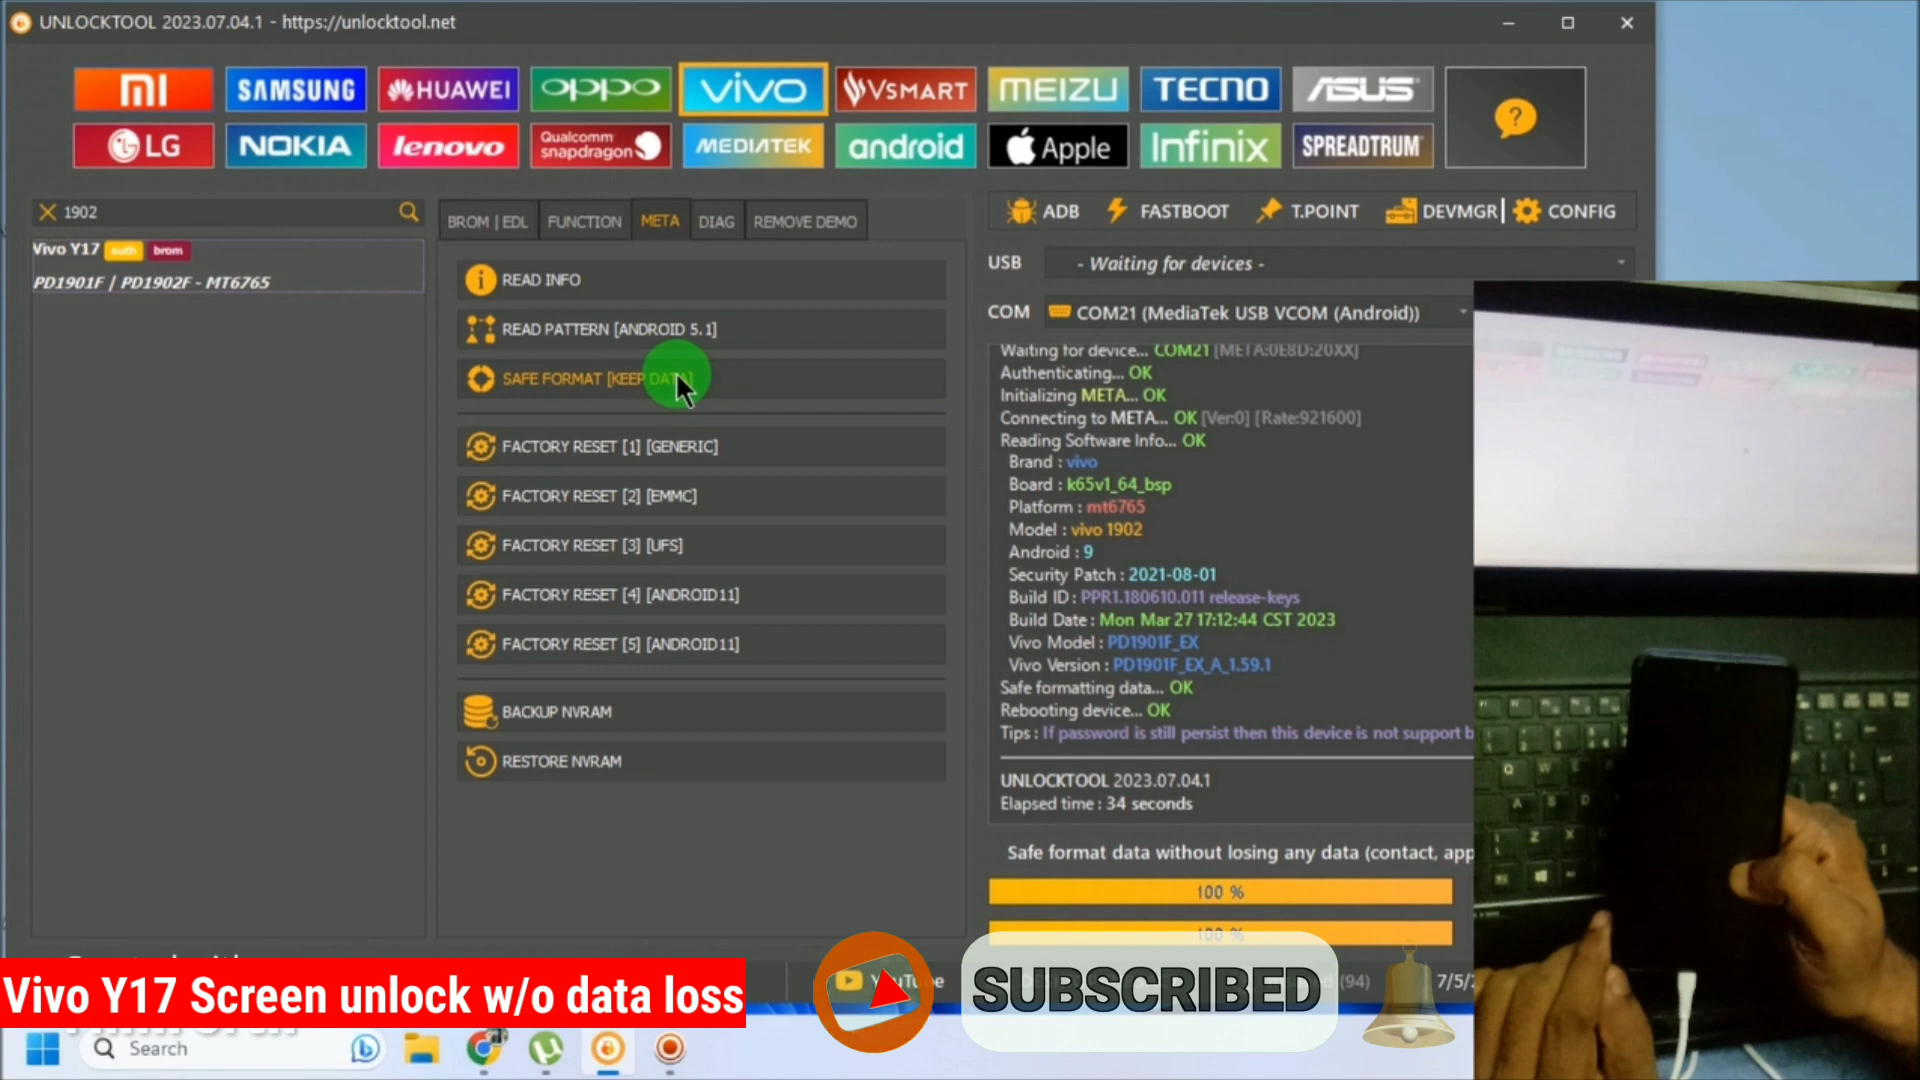 UNLOCKTOOL 2023.07.04.1 - https://unlocktool.net
MI SAMSUNG HUAWEI oppo vivo VSMART MEIZU TECNO ASUS
LG NOKIA lenovo Qualcomm snapdragon MEDIATEK android Apple Infinix SPREADTRUM
1902
Vivo Y17 auth brom
PD1901F / PD1902F - MT6765
BROM | EDL FUNCTION META DIAG REMOVE DEMO
READ INFO
READ PATTERN [ANDROID 5.1]
SAFE FORMAT [KEEP DATA]
FACTORY RESET [1] [GENERIC]
FACTORY RESET [2] [EMMC]
FACTORY RESET [3] [UFS]
FACTORY RESET [4] [ANDROID11]
FACTORY RESET [5] [ANDROID11]
BACKUP NVRAM
RESTORE NVRAM
ADB FASTBOOT T.POINT DEVMGR CONFIG
USB - Waiting for devices -
COM COM21 (MediaTek USB VCOM (Android))
Waiting for device... COM21 [META:0E8D:20XX]
Authenticating... OK
Initializing META... OK
Connecting to META... OK [Ver:0] [Rate:921600]
Reading Software Info... OK
Brand : vivo
Board : k65v1_64_bsp
Platform : mt6765
Model : vivo 1902
Android : 9
Security Patch : 2021-08-01
Build ID : PPR1.180610.011 release-keys
Build Date : Mon Mar 27 17:12:44 CST 2023
Vivo Model : PD1901F_EX
Vivo Version : PD1901F_EX_A_1.59.1
Safe formatting data... OK
Rebooting device... OK
Tips : If password is still persist then this device is not support b
UNLOCKTOOL 2023.07.04.1
Elapsed time : 34 seconds
Safe format data without losing any data (contact, app
100 %
100 %
Vivo Y17 Screen unlock w/o data loss
YouTube
SUBSCRIBED
(94) 7/5/2
Search